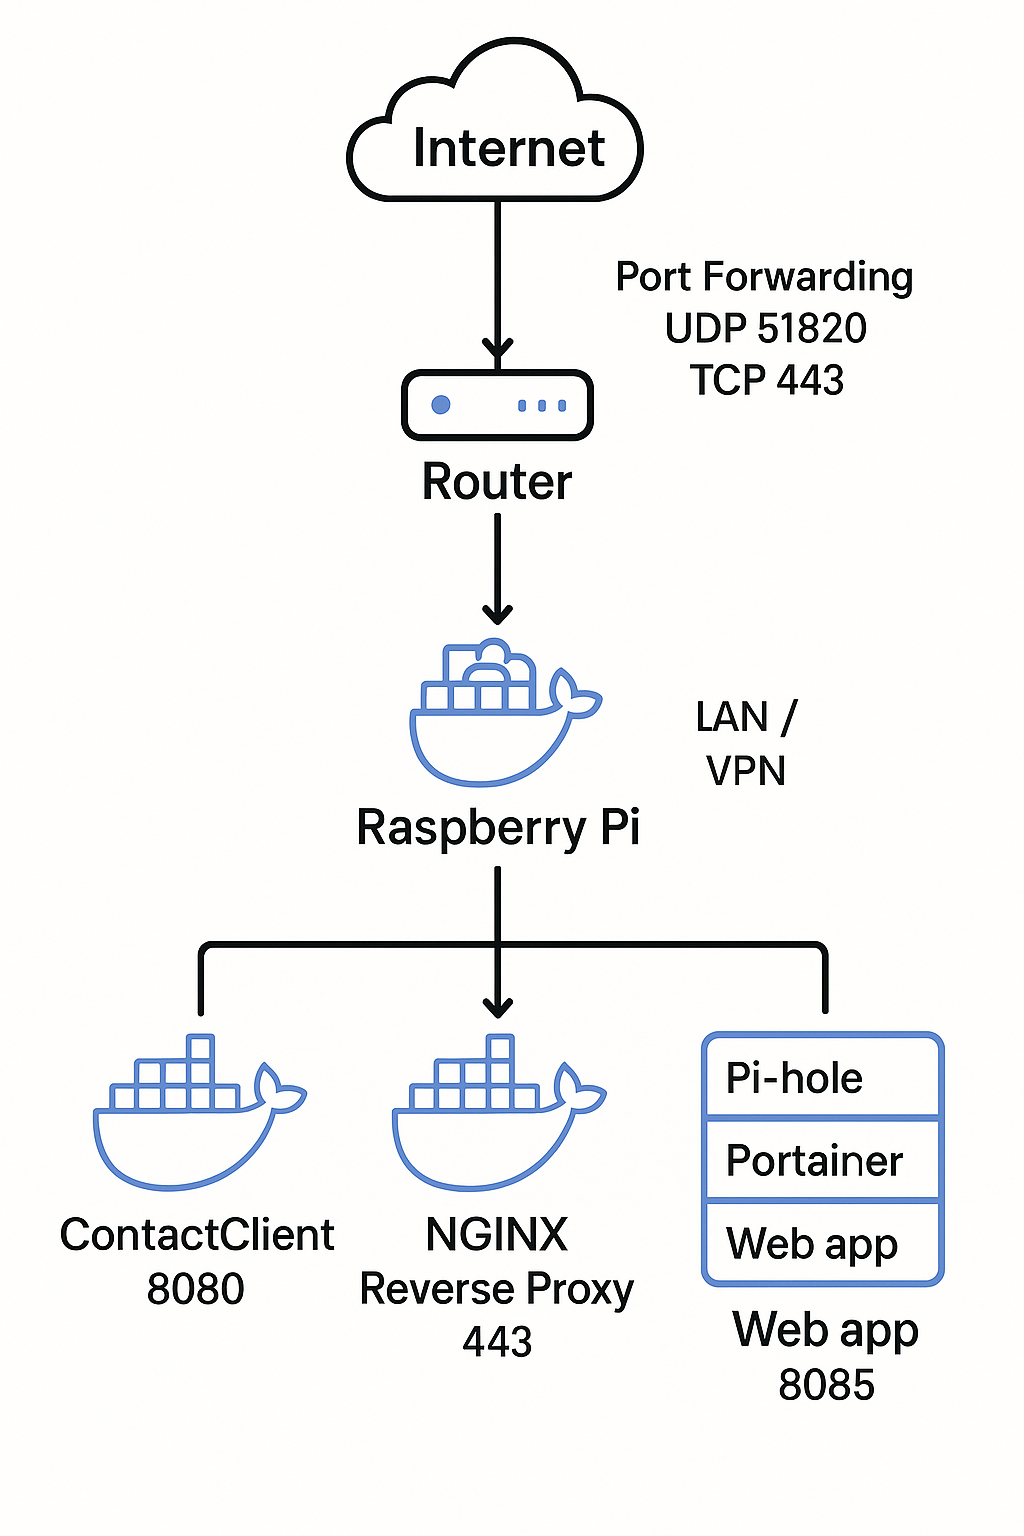 Internet
Port Forwarding
UDP 51820
TCP 443
Router
LAN /
VPN
Raspberry Pi
ContactClient
8080
NGINX
Reverse Proxy
443
Pi-hole
Portainer
Web app
Web app
8085